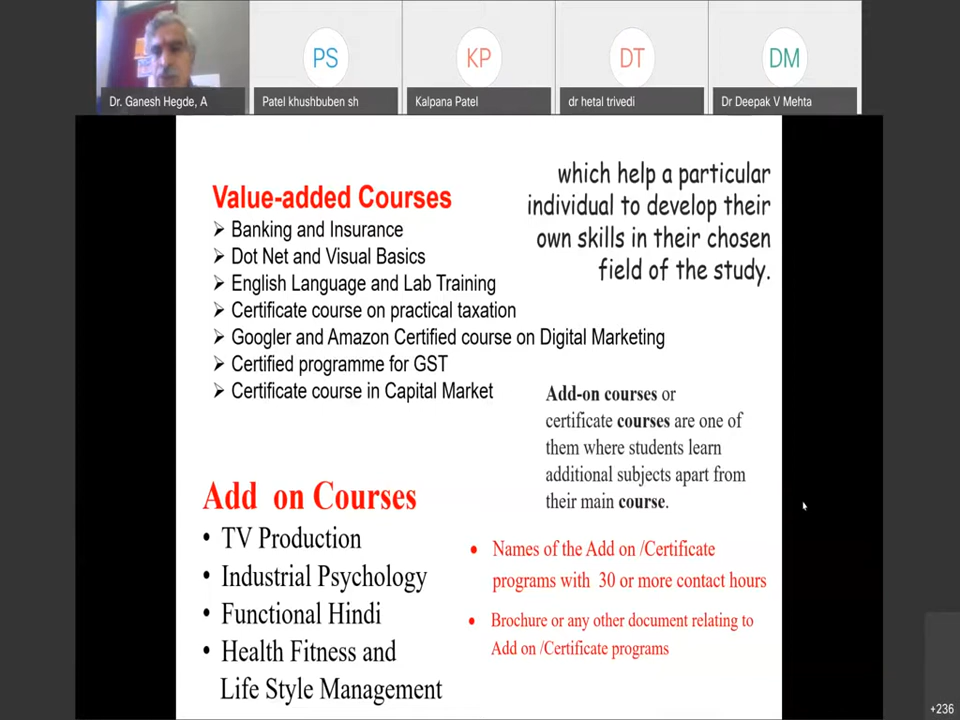 PS
KP
DT
DM
Dr. Ganesh Hegde, A
Patel khushbuben sh
Kalpana Patel
dr hetal trivedi
Dr Deepak V Mehta
Value-added Courses
➢ Banking and Insurance
➢ Dot Net and Visual Basics
➢ English Language and Lab Training
➢ Certificate course on practical taxation
➢ Googler and Amazon Certified course on Digital Marketing
➢ Certified programme for GST
➢ Certificate course in Capital Market
which help a particular
individual to develop their
own skills in their chosen
field of the study.
Add-on courses or
certificate courses are one of
them where students learn
additional subjects apart from
their main course.
Add on Courses
• TV Production
• Industrial Psychology
• Functional Hindi
• Health Fitness and
Life Style Management
• Names of the Add on /Certificate
programs with 30 or more contact hours
• Brochure or any other document relating to
Add on /Certificate programs
+236